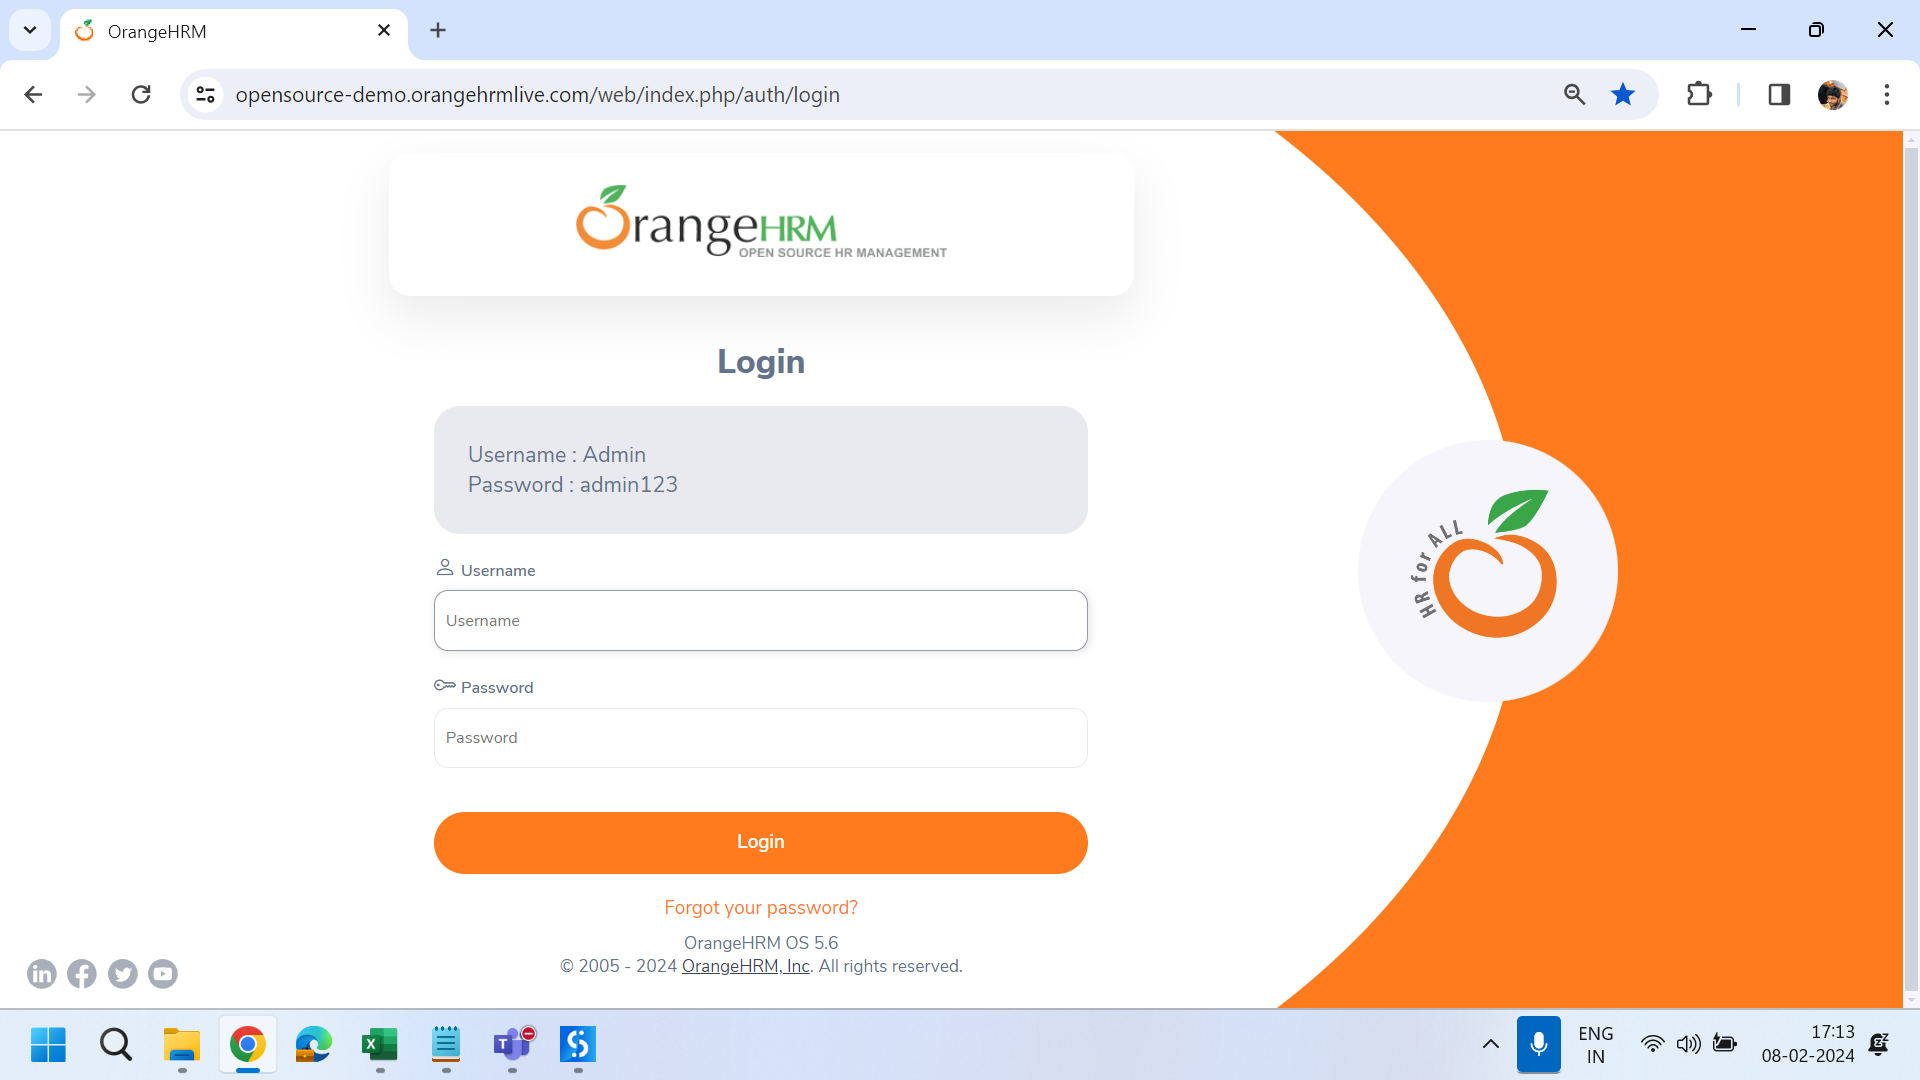 OrangeHRM
opensource-demo.orangehrmlive.com/web/index.php/auth/login
OrangeHRM
OPEN SOURCE HR MANAGEMENT
Login
Username : Admin
Password : admin123
Username
Username
Password
Password
Login
Forgot your password?
OrangeHRM OS 5.6
© 2005 - 2024 OrangeHRM, Inc. All rights reserved.
HR for ALL
ENG
IN
17:13
08-02-2024